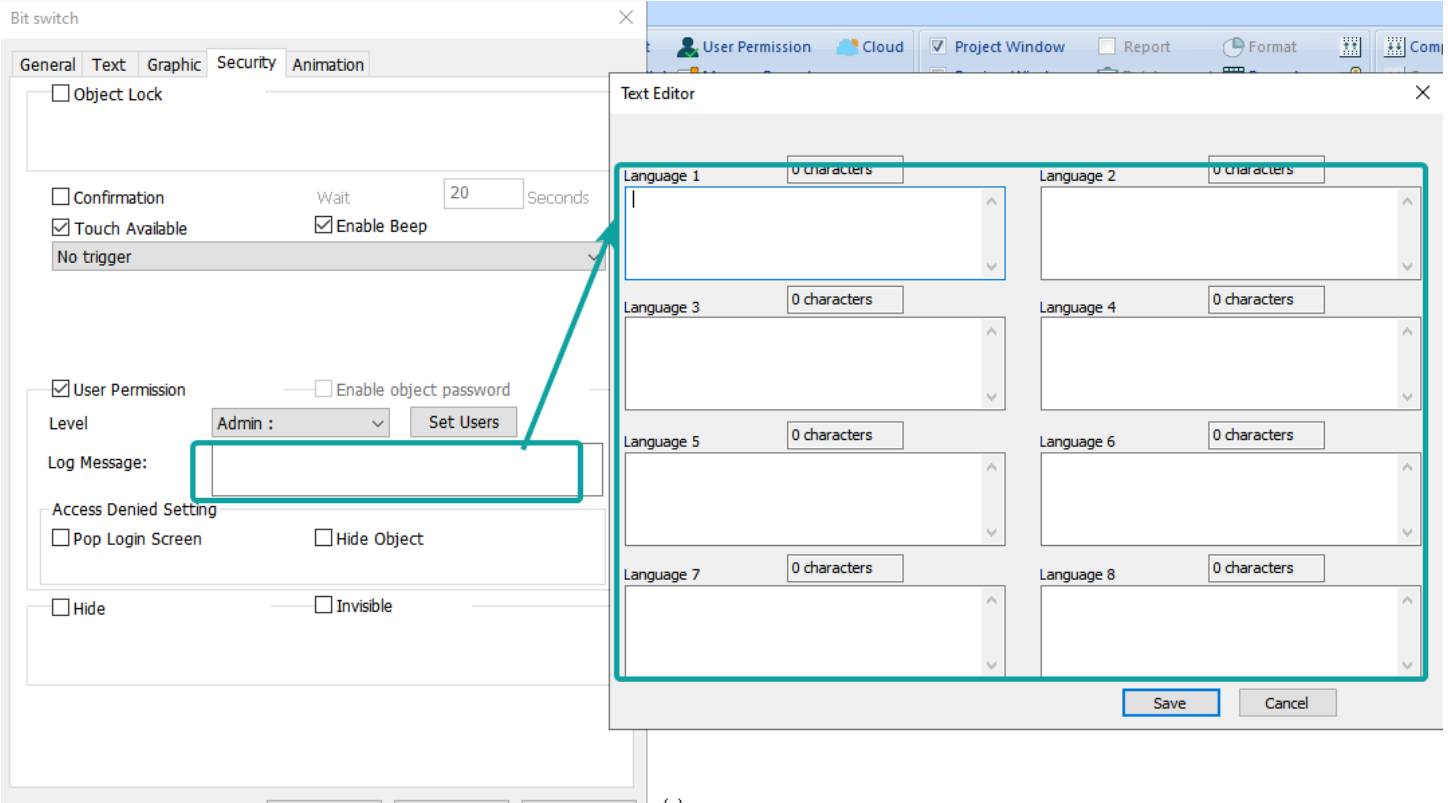 Bit switch
User Permission
Cloud
Project Window
Report
Format
General
Text
Graphic
Security
Animation
Object Lock
Text Editor
Confirmation
Wait
20
Seconds
Touch Available
Enable Beep
No trigger
Language 1
0 characters
Language 2
0 characters
Language 3
0 characters
Language 4
0 characters
User Permission
Enable object password
Level
Admin :
Set Users
Log Message:
Language 5
0 characters
Language 6
0 characters
Access Denied Setting
Pop Login Screen
Hide Object
Language 7
0 characters
Language 8
0 characters
Hide
Invisible
Save
Cancel